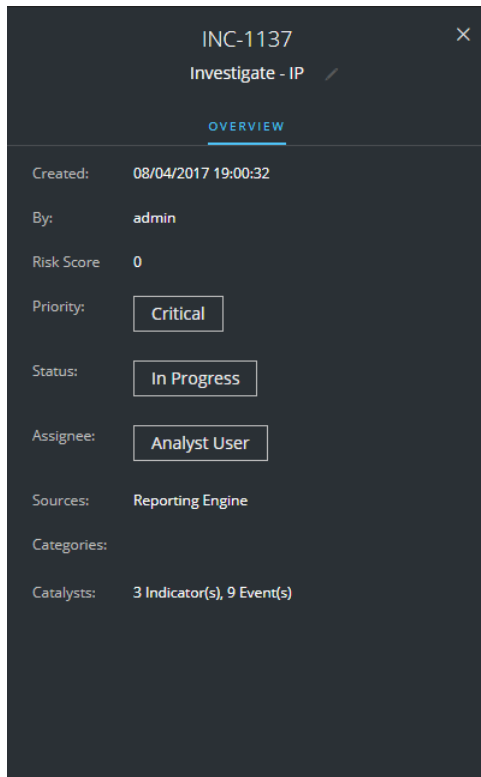 INC-1137
Investigate - IP
OVERVIEW
Created: 08/04/2017 19:00:32
By: admin
Risk Score 0
Priority: Critical
Status: In Progress
Assignee: Analyst User
Sources: Reporting Engine
Categories:
Catalysts: 3 Indicator(s), 9 Event(s)